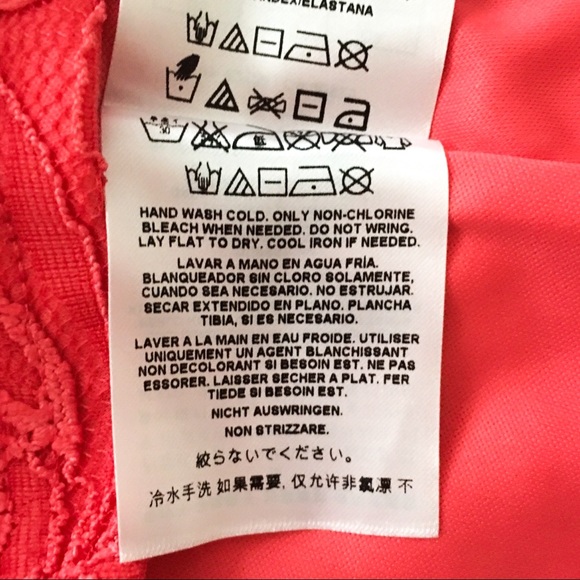 /ELASTANA
HAND WASH COLD. ONLY NON-CHLORINE
BLEACH WHEN NEEDED. DO NOT WRING.
LAY FLAT TO DRY. COOL IRON IF NEEDED.
LAVAR A MANO EN AGUA FRÍA.
BLANQUEADOR SIN CLORO SOLAMENTE,
CUANDO SEA NECESARIO. NO ESTRUJAR.
SECAR EXTENDIDO EN PLANO. PLANCHA
TIBIA, SI ES NECESARIO.
LAVER A LA MAIN EN EAU FROIDE. UTILISER
UNIQUEMENT UN AGENT BLANCHISSANT
NON DECOLORANT SI BESOIN EST. NE PAS
ESSORER. LAISSER SECHER A PLAT. FER
TIEDE SI BESOIN EST.
NICHT AUSWRINGEN.
NON STRIZZARE.
絞らないでください。
冷水手洗 如果需要, 仅允许非氯漂 不